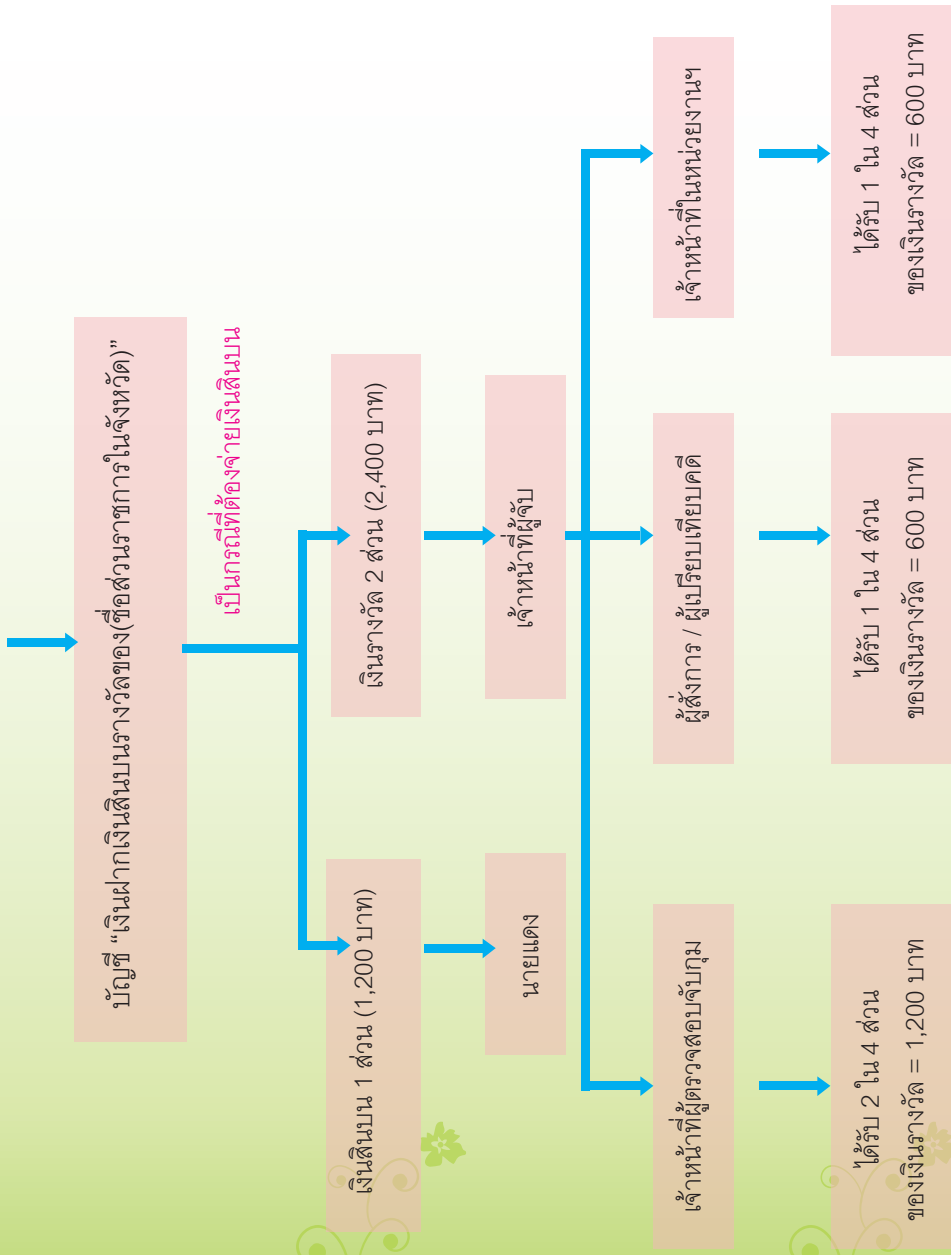 บัญชี “เงินฝากเงินสินบนรางวัลของ(ชื่อส่วนราชการในจังหวัด)”
เป็นกรณีที่ต้องจ่ายเงินสินบน
เงินสินบน 1 ส่วน (1,200 บาท)
เงินรางวัล 2 ส่วน (2,400 บาท)
นายแดง
เจ้าหน้าที่ผู้จับ
เจ้าหน้าที่ผู้ตรวจสอบจับกุม
ผู้สั่งการ / ผู้เปรียบเทียบคดี
เจ้าหน้าที่ในหน่วยงานฯ
ได้รับ 2 ใน 4 ส่วน
ของเงินรางวัล = 1,200 บาท
ได้รับ 1 ใน 4 ส่วน
ของเงินรางวัล = 600 บาท
ได้รับ 1 ใน 4 ส่วน
ของเงินรางวัล = 600 บาท